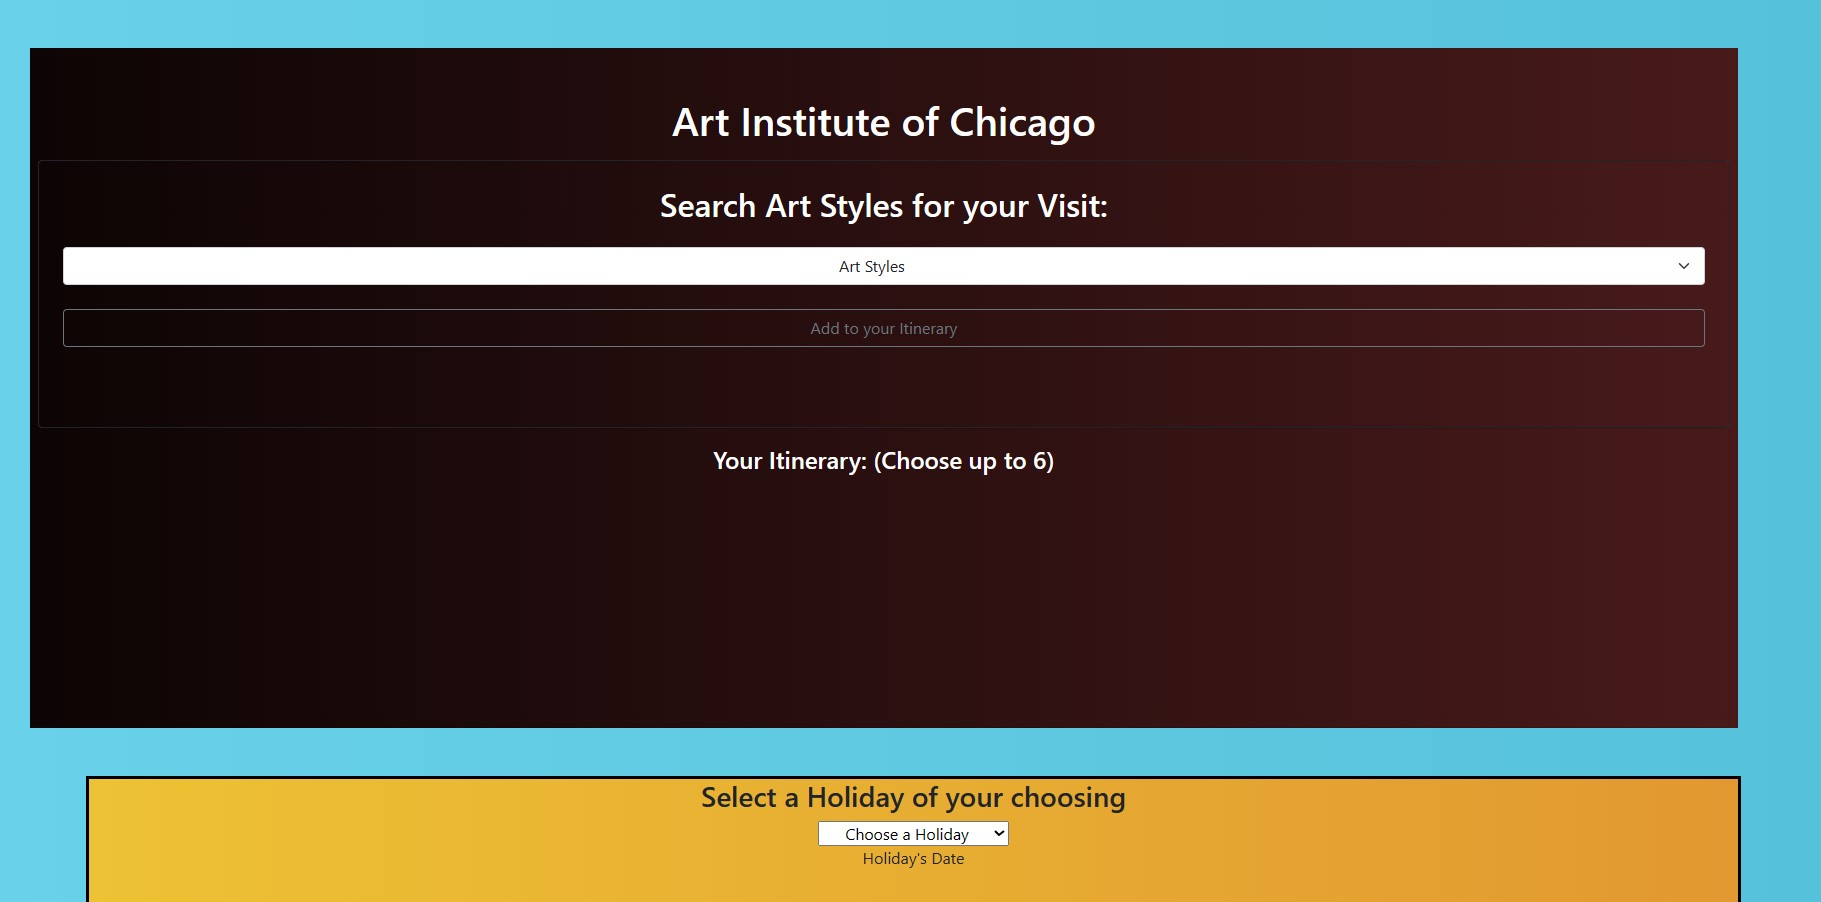 Art Institute of Chicago
Search Art Styles for your Visit:
Art Styles
Add to your Itinerary
Your Itinerary: (Choose up to 6)
Select a Holiday of your choosing
Choose a Holiday
Holiday's Date